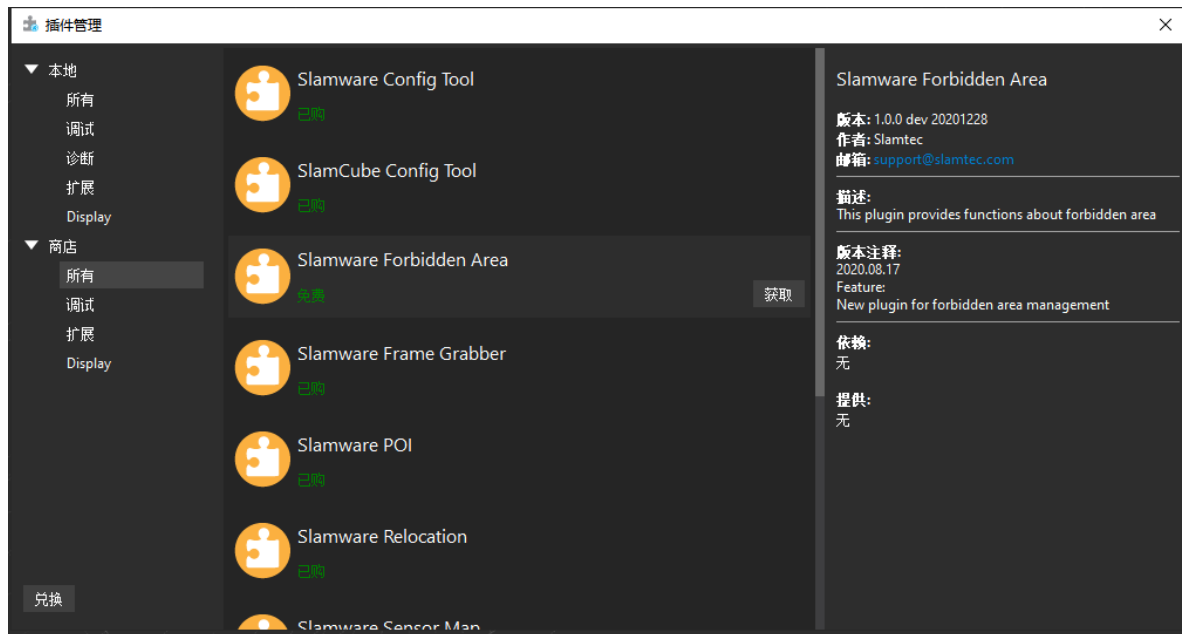 插件管理
本地
所有
调试
诊断
扩展
Display
商店
所有
调试
扩展
Display
兑换
Slamware Config Tool
已购
SlamCube Config Tool
已购
Slamware Forbidden Area
免费
获取
Slamware Frame Grabber
已购
Slamware POI
已购
Slamware Relocation
已购
Slamware Sensor Map
Slamware Forbidden Area
版本: 1.0.0 dev 20201228
作者: Slamtec
邮箱: support@slamtec.com
描述:
This plugin provides functions about forbidden area
版本注释:
2020.08.17
Feature:
New plugin for forbidden area management
依赖:
无
提供:
无